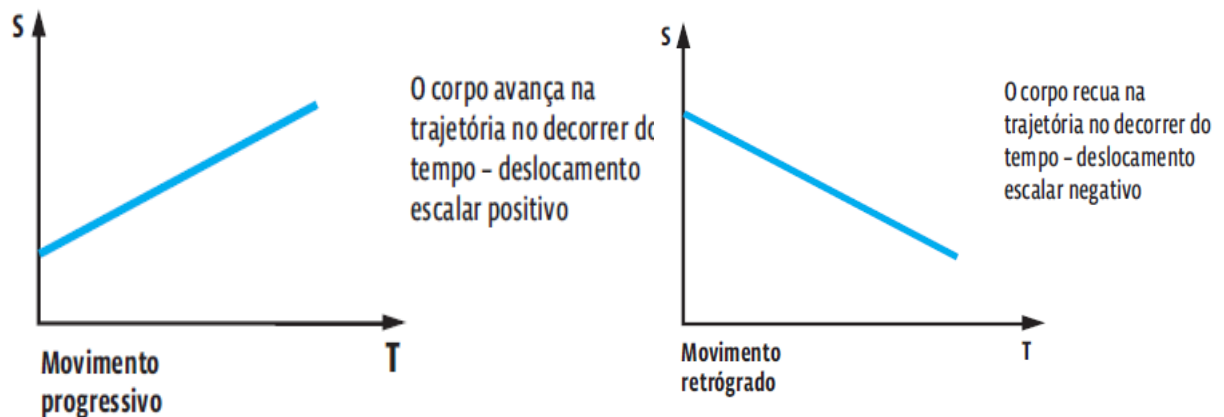 S
O corpo avança na
trajetória no decorrer do
tempo – deslocamento
escalar positivo
T
Movimento
progressivo
S
O corpo recua na
trajetória no decorrer do
tempo – deslocamento
escalar negativo
T
Movimento
retrógrado